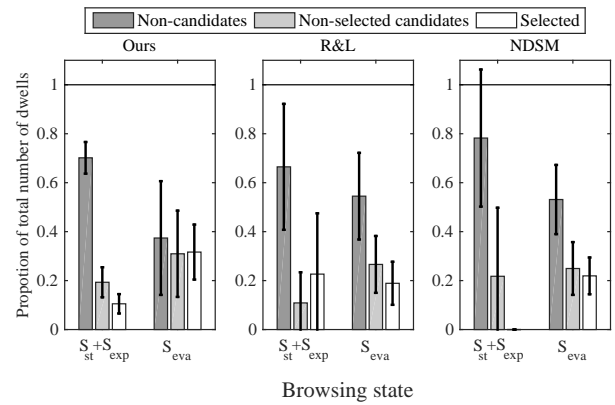 Non-candidates Non-selected candidates Selected
Ours R&L NDSM
Propotion of total number of dwells
1 1 1
0.8 0.8 0.8
0.6 0.6 0.6
0.4 0.4 0.4
0.2 0.2 0.2
0 0 0
S st +S exp S eva S st +S exp S eva S st +S exp S eva
Browsing state